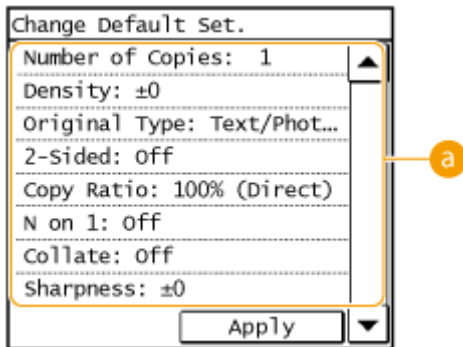 Change Default Set.
Number of Copies: 1
Density: ±0
Original Type: Text/Phot...
2-Sided: Off
Copy Ratio: 100% (Direct)
N on 1: Off
Collate: Off
Sharpness: ±0
Apply
a